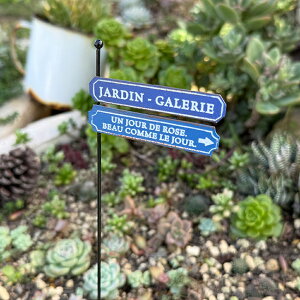 JARDIN - GALERIE
UN JOUR DE ROSE.
BEAU COMME LE JOUR.